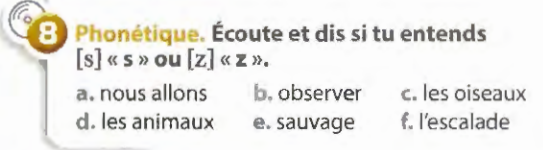 8 Phonétique. Écoute et dis si tu entends
[s] « s » ou [z] « z ».
a. nous allons b. observer c. les oiseaux
d. les animaux e. sauvage f. l'escalade